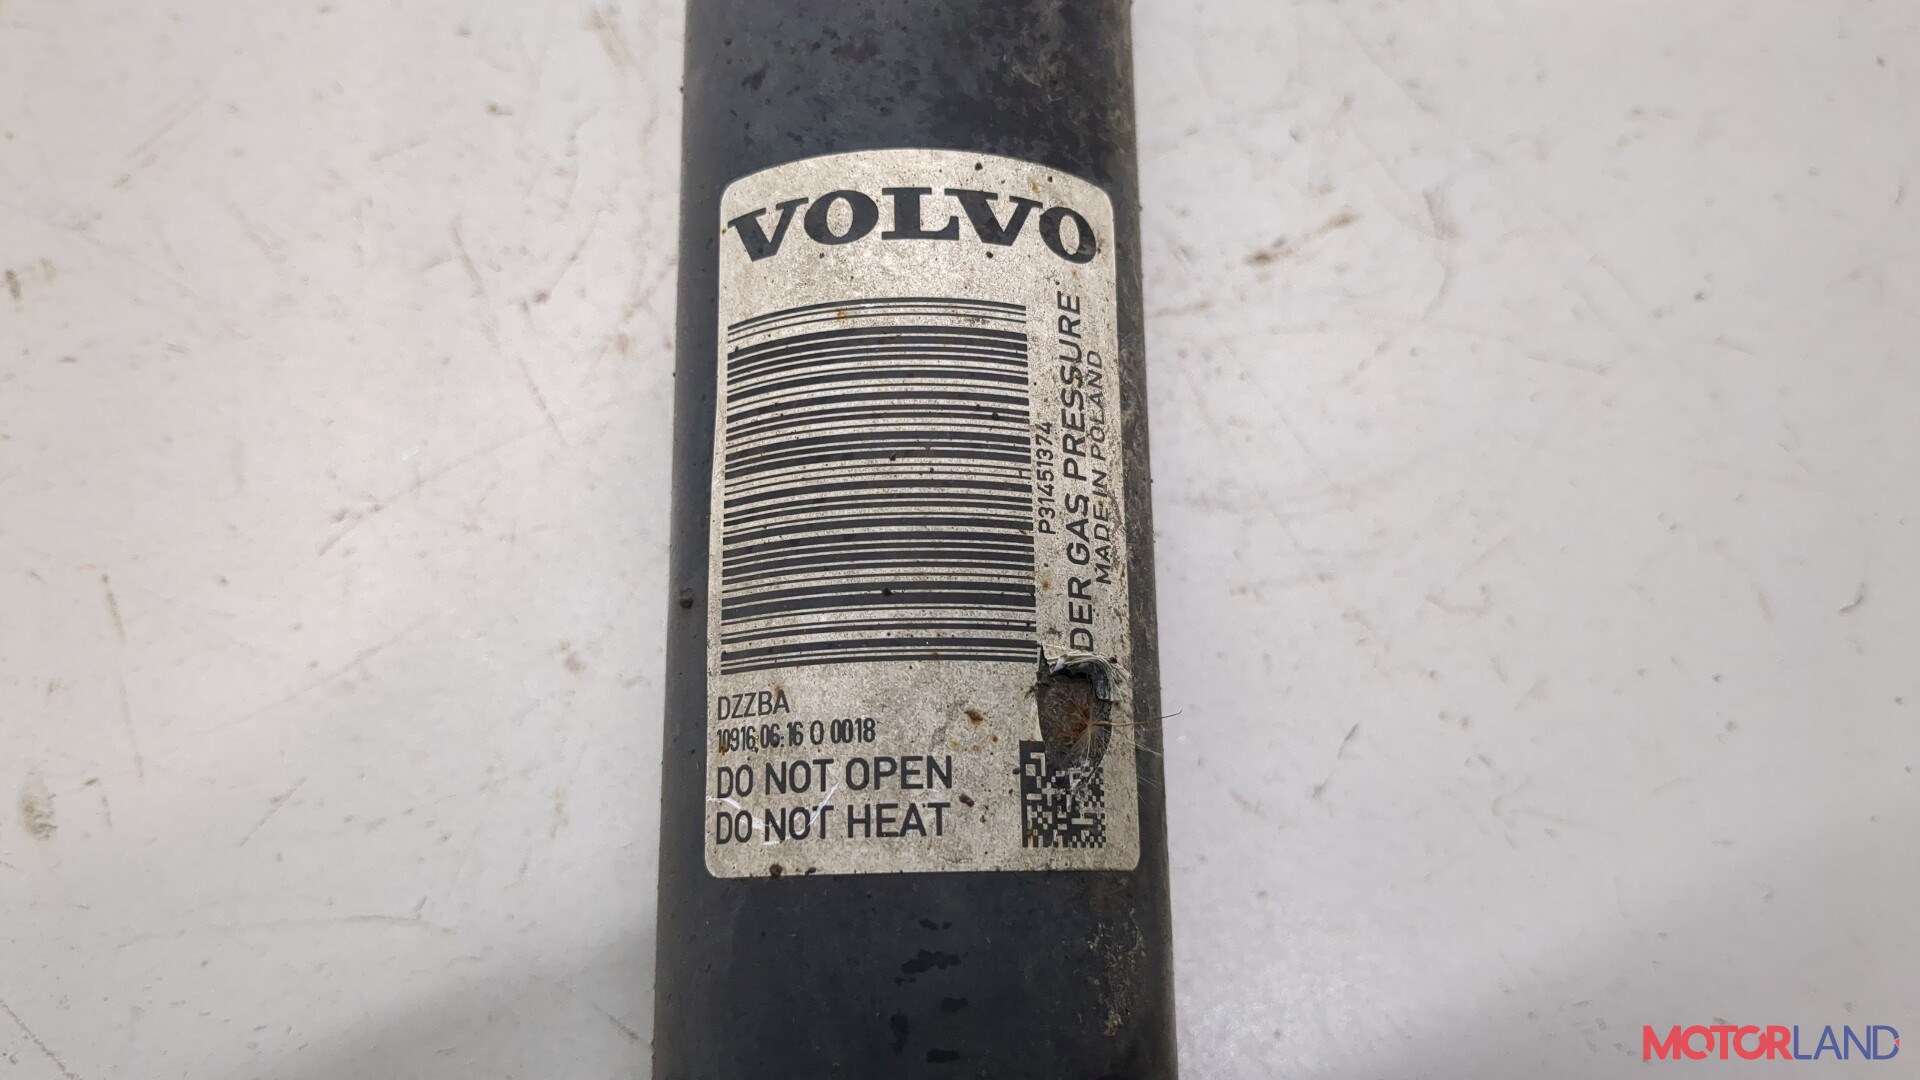 VOLVO
P31451374
DER GAS PRESSURE
MADE IN POLAND
DZZBA
10916 06:16 0 0018
DO NOT OPEN
DO NOT HEAT
MOTORLAND